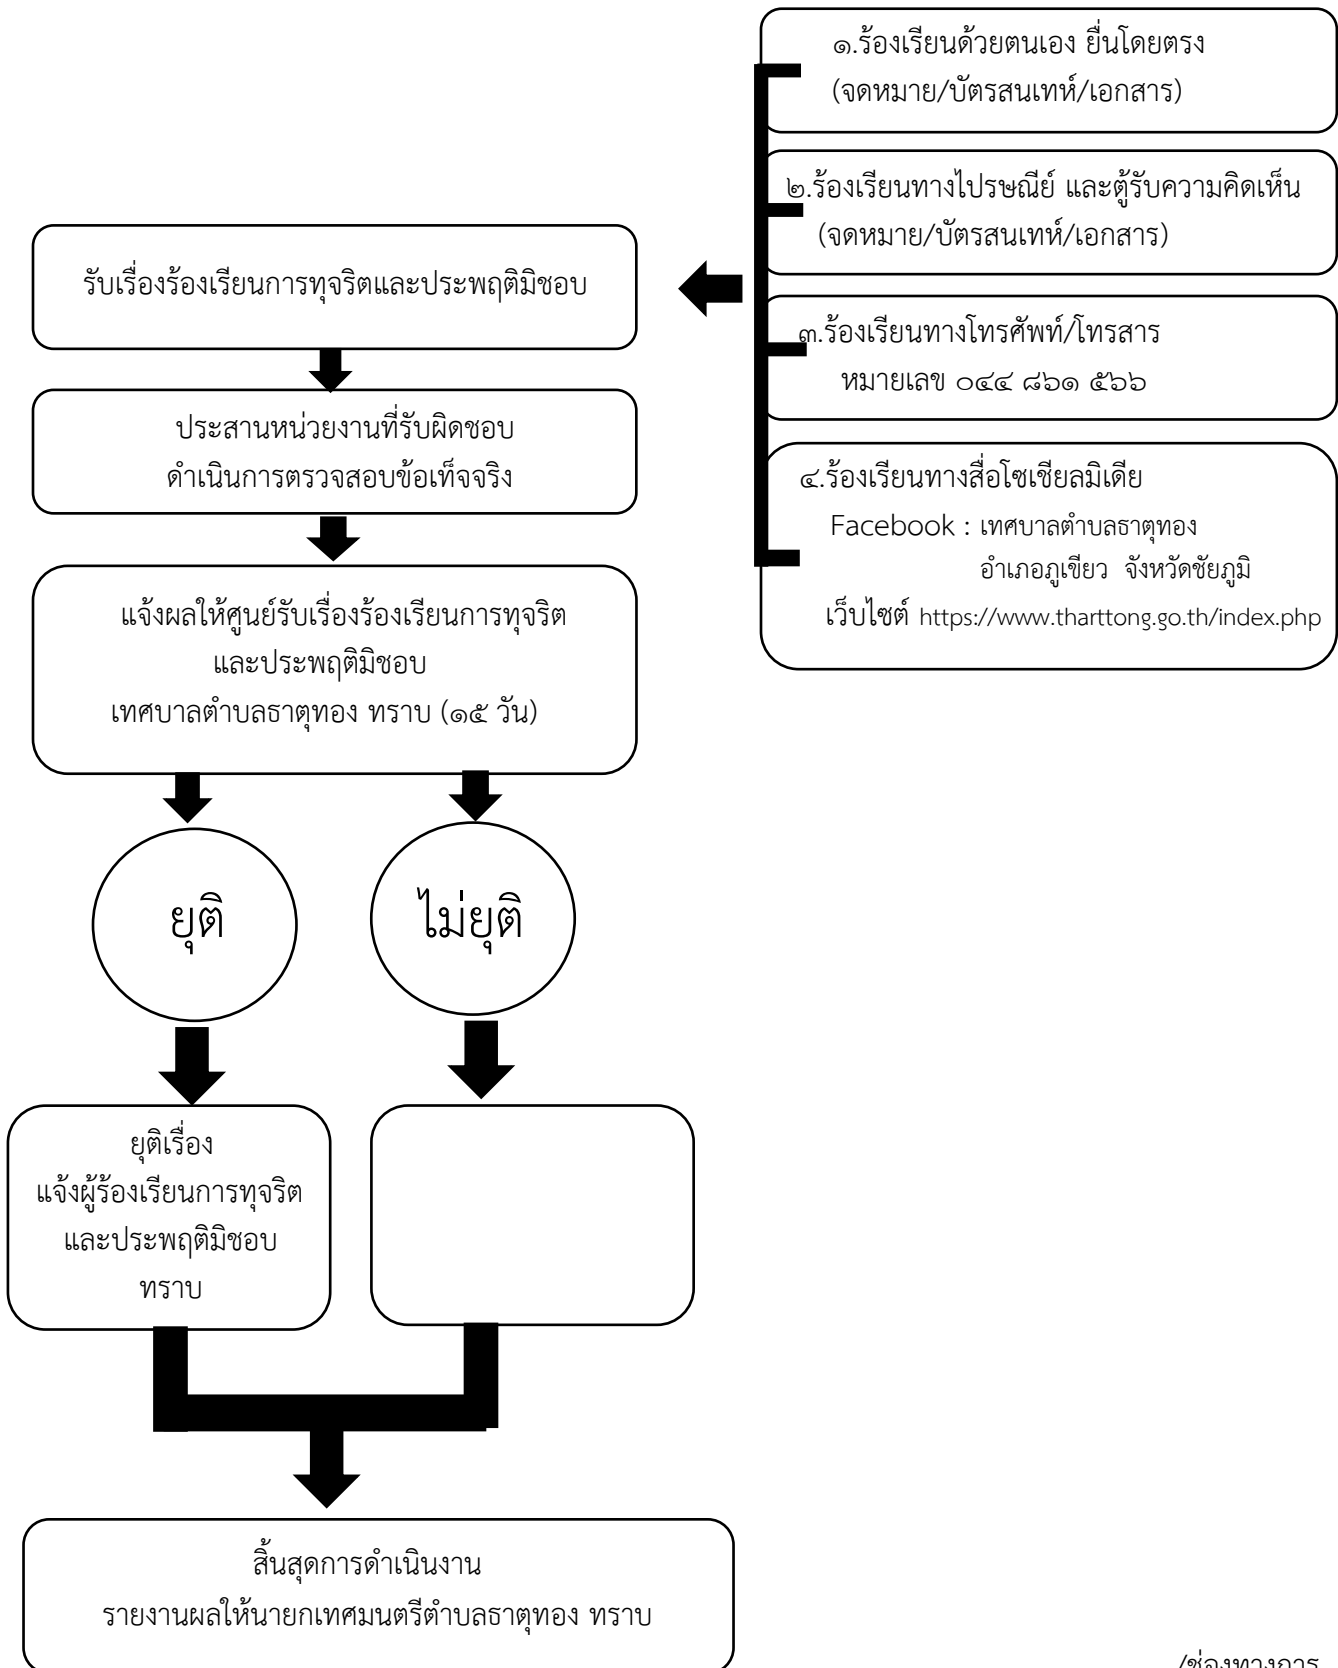 ๑.ร้องเรียนด้วยตนเอง ยื่นโดยตรง
(จดหมาย/บัตรสนเทห์/เอกสาร)
๒.ร้องเรียนทางไปรษณีย์ และตู้รับความคิดเห็น
(จดหมาย/บัตรสนเทห์/เอกสาร)
๓.ร้องเรียนทางโทรศัพท์/โทรสาร
หมายเลข ๐๔๔ ๘๖๑ ๕๖๖
๔.ร้องเรียนทางสื่อโซเชียลมิเดีย
Facebook : เทศบาลตำบลธาตุทอง
อำเภอภูเขียว จังหวัดชัยภูมิ
เว็บไซต์ https://www.tharttong.go.th/index.php
รับเรื่องร้องเรียนการทุจริตและประพฤติมิชอบ
ประสานหน่วยงานที่รับผิดชอบ
ดำเนินการตรวจสอบข้อเท็จจริง
แจ้งผลให้ศูนย์รับเรื่องร้องเรียนการทุจริต
และประพฤติมิชอบ
เทศบาลตำบลธาตุทอง ทราบ (๑๕ วัน)
ยุติ
ไม่ยุติ
ยุติเรื่อง
แจ้งผู้ร้องเรียนการทุจริต
และประพฤติมิชอบ
ทราบ
สิ้นสุดการดำเนินงาน
รายงานผลให้นายกเทศมนตรีตำบลธาตุทอง ทราบ
/ช่องทางการ